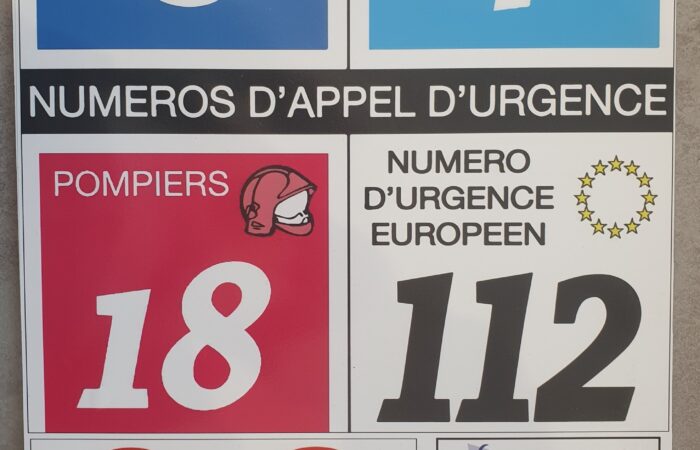 NUMEROS D'APPEL D'URGENCE
POMPIERS
18
NUMERO
D'URGENCE
EUROPEEN
112